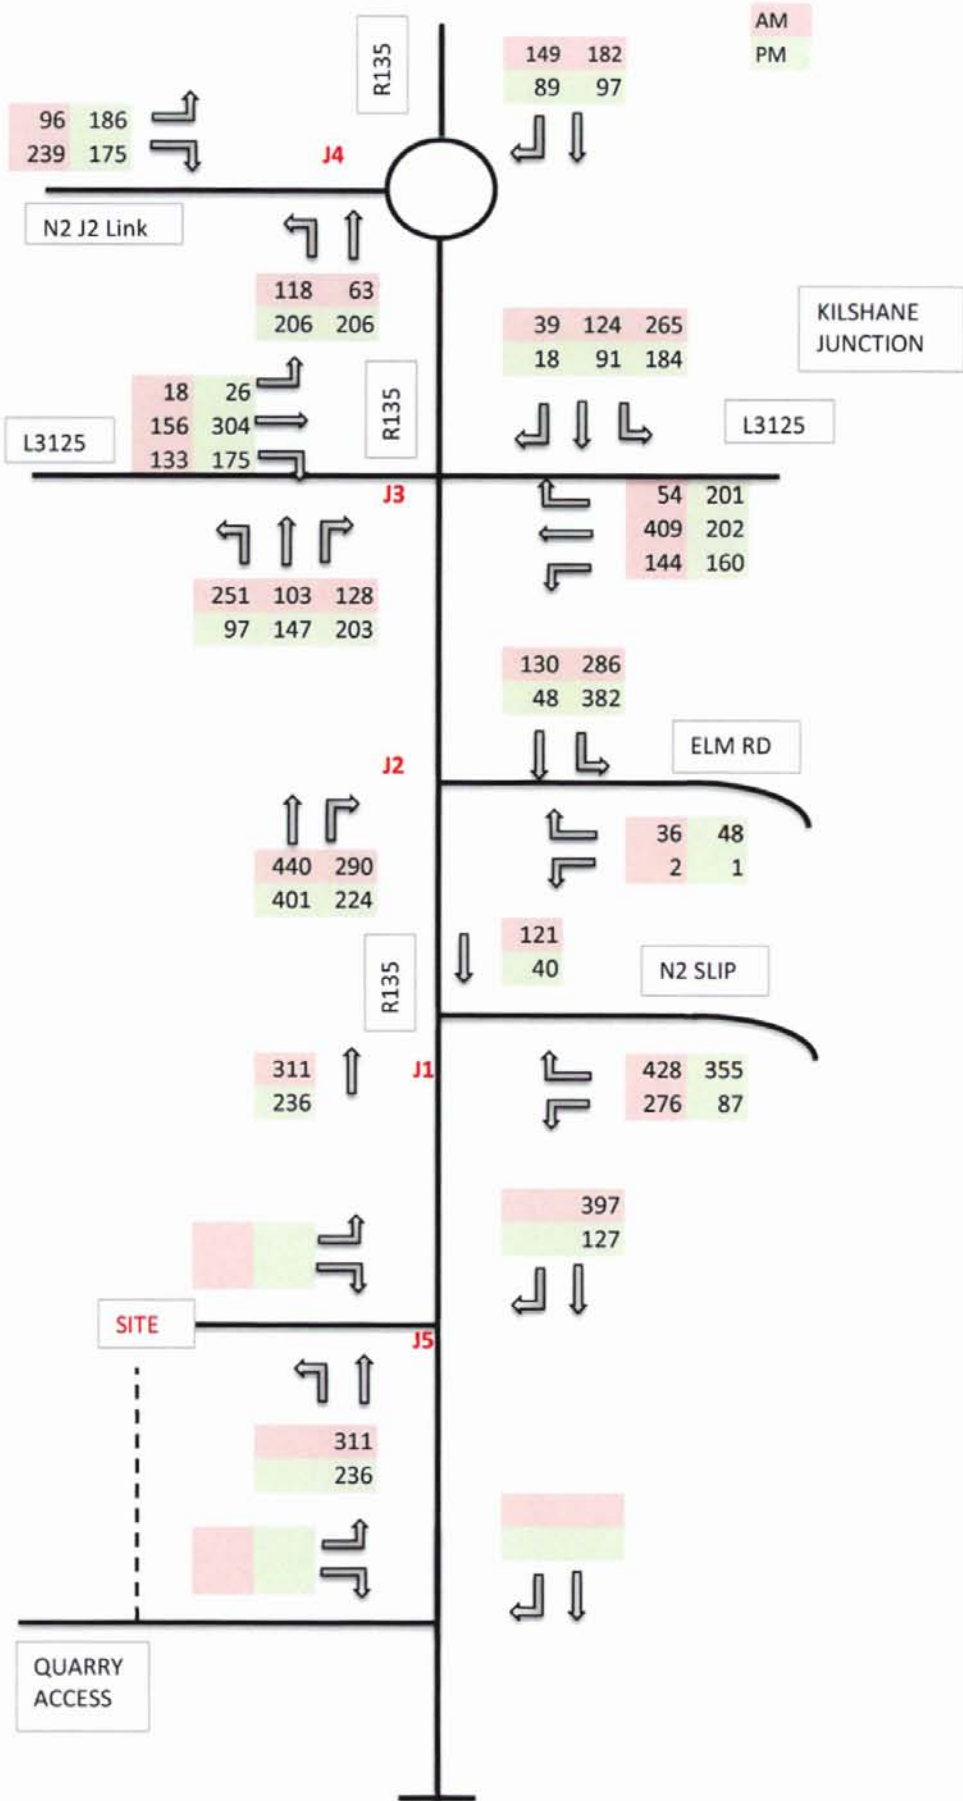 AM
PM
R135
149 182
89 97
96 186
239 175
J4
N2 J2 Link
118 63
206 206
KILSHANE
JUNCTION
39 124 265
18 91 184
R135
18 26
156 304
133 175
L3125
L3125
J3
54 201
409 202
144 160
251 103 128
97 147 203
130 286
48 382
ELM RD
J2
36 48
2 1
440 290
401 224
121
40
R135
N2 SLIP
J1
311
236
428 355
276 87
397
127
SITE
J5
311
236
QUARRY
ACCESS